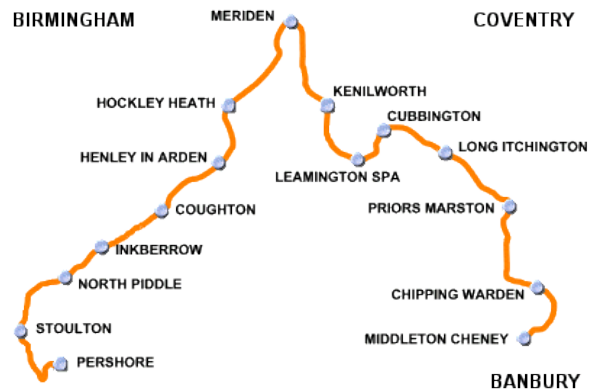 BIRMINGHAM
MERIDEN
COVENTRY
HOCKLEY HEATH
KENILWORTH
CUBBINGTON
LONG ITCHINGTON
HENLEY IN ARDEN
LEAMINGTON SPA
COUGHTON
PRIORS MARSTON
INKBERROW
NORTH PIDDLE
CHIPPING WARDEN
STOULTON
MIDDLETON CHENEY
PERSHORE
BANBURY